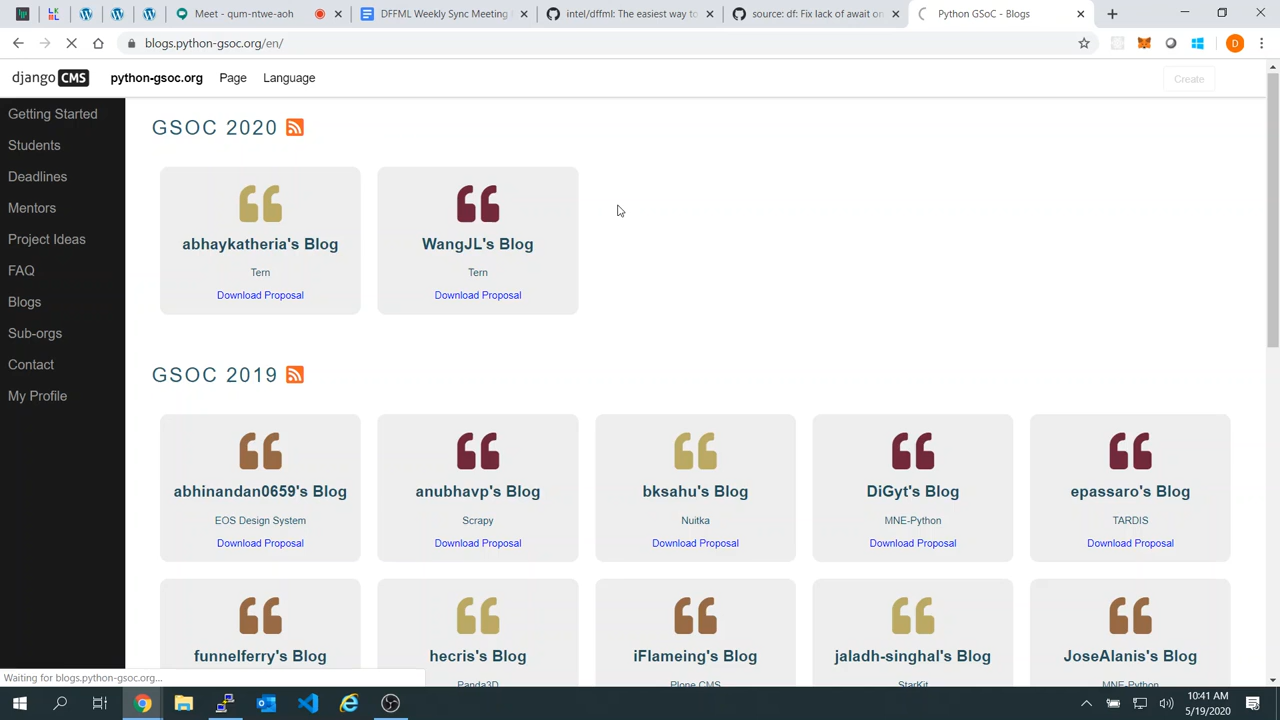 Meet - qum-ntwe-aoh
DFFML Weekly Sync Meeting
intel/dffml: The easiest way to
source: df: Fix lack of await on
Python GSoC - Blogs
blogs.python-gsoc.org/en/
D
django CMS
python-gsoc.org
Page
Language
Create
Getting Started
Students
Deadlines
Mentors
Project Ideas
FAQ
Blogs
Sub-orgs
Contact
My Profile
GSOC 2020
abhaykatheria's Blog
Tern
Download Proposal
WangJL's Blog
Tern
Download Proposal
GSOC 2019
abhinandan0659's Blog
EOS Design System
Download Proposal
anubhavp's Blog
Scrapy
Download Proposal
bksahu's Blog
Nuitka
Download Proposal
DiGyt's Blog
MNE-Python
Download Proposal
epassaro's Blog
TARDIS
Download Proposal
funnelferry's Blog
hecris's Blog
Panda3D
iFlameing's Blog
Plone CMS
jaladh-singhal's Blog
StarKit
JoseAlanis's Blog
MNE-Python
Waiting for blogs.python-gsoc.org...
10:41 AM
5/19/2020